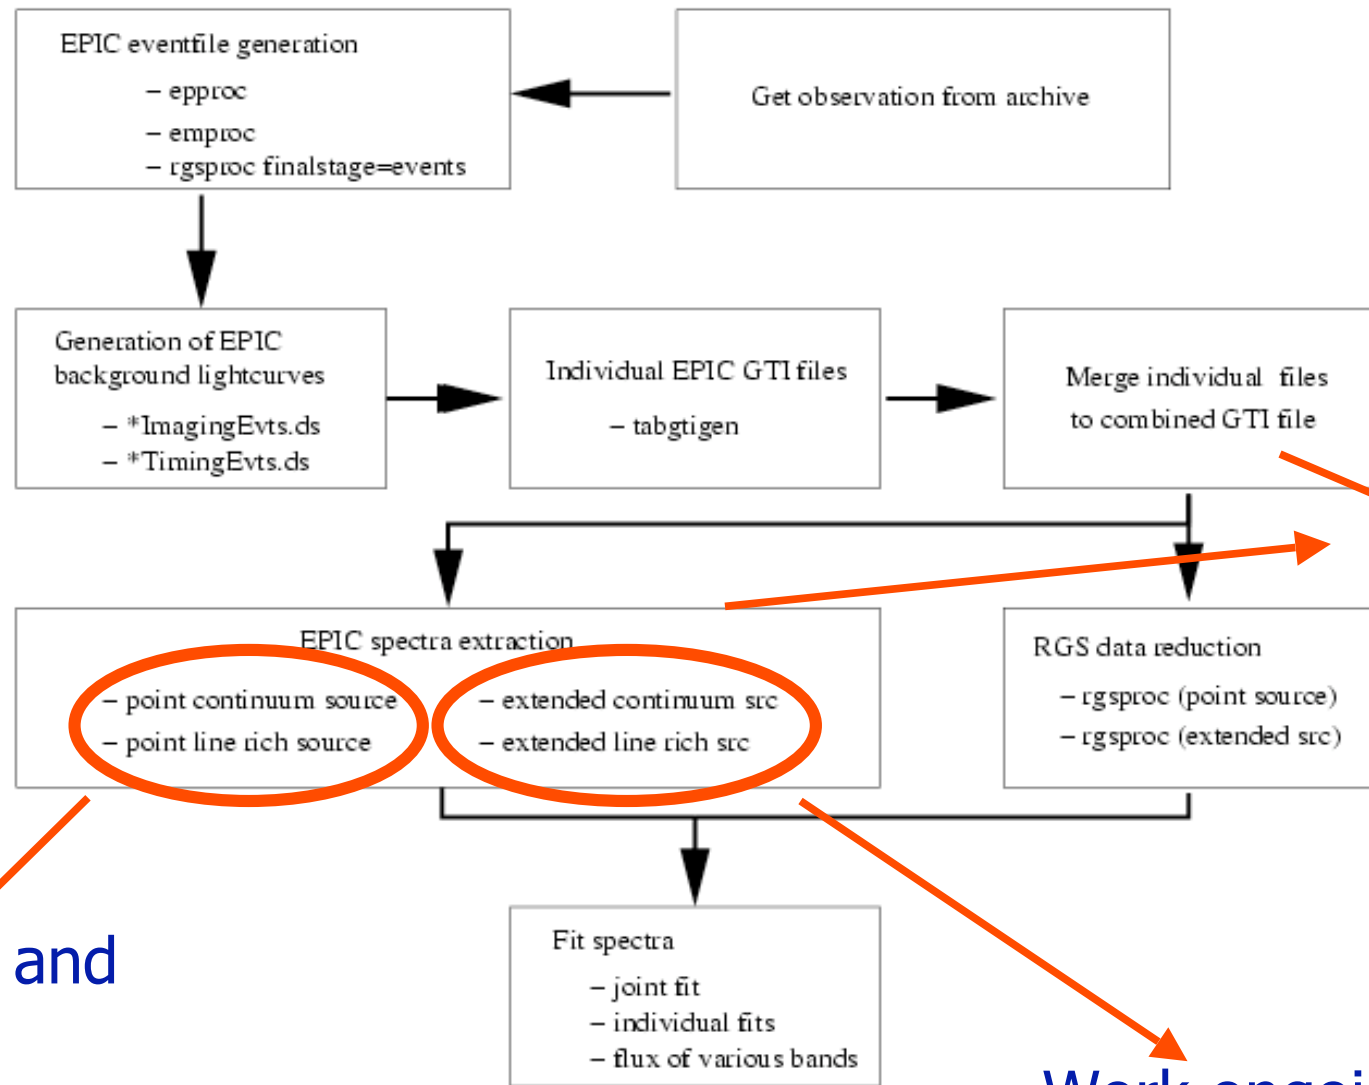 EPIC eventfile generation
– epproc
– emproc
– rgsproc finalstage=events
Get observation from archive
Generation of EPIC
background lightcurves
– *ImagingEvts.ds
– *TimingEvts.ds
Individual EPIC GTI files
– tabgtigen
Merge individual files
to combined GTI file
EPIC spectra extraction
– point continuum source
– point line rich source
– extended continuum src
– extended line rich src
RGS data reduction
– rgsproc (point source)
– rgsproc (extended src)
Fit spectra
– joint fit
– individual fits
– flux of various bands
and
Work